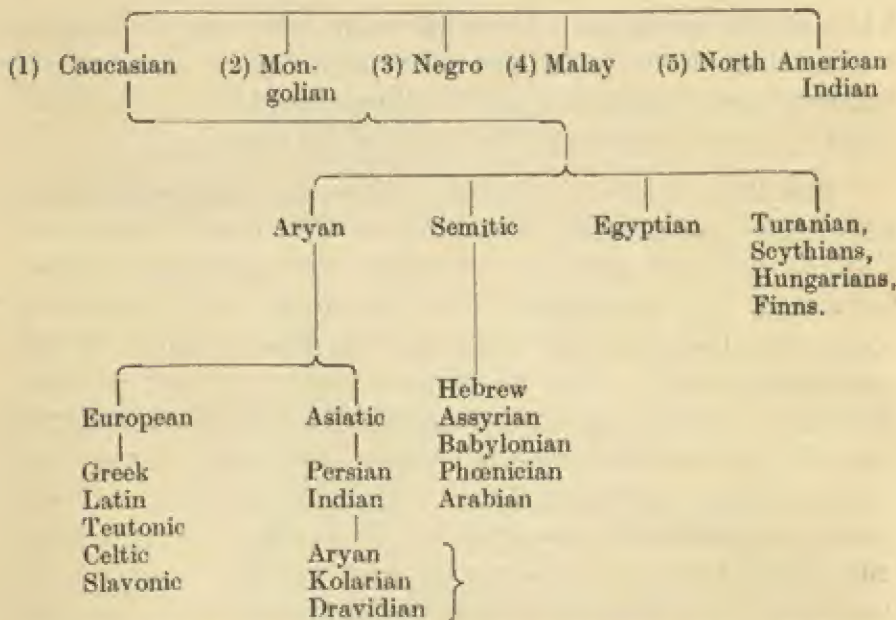 (1) Caucasian (2) Mon- (3) Negro (4) Malay (5) North American
golian Indian
Aryan Semitic Egyptian Turanian,
Scythians,
Hungarians,
Finns.
European Asiatic Hebrew
Assyrian
Babylonian
Greek Persian Phœnician
Latin Indian Arabian
Teutonic
Celtic Aryan
Slavonic Kolarian
Dravidian